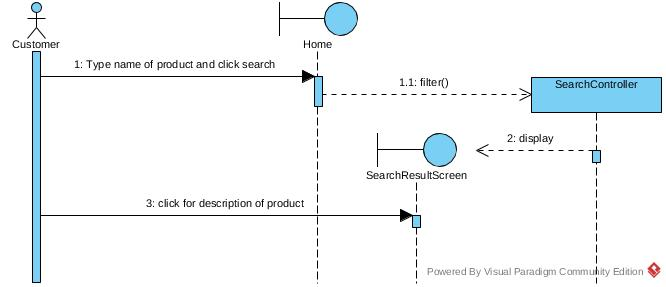 Customer
Home
1: Type name of product and click search
1.1: filter()
SearchController
2: display
SearchResultScreen
3: click for description of product
Powered By Visual Paradigm Community Edition